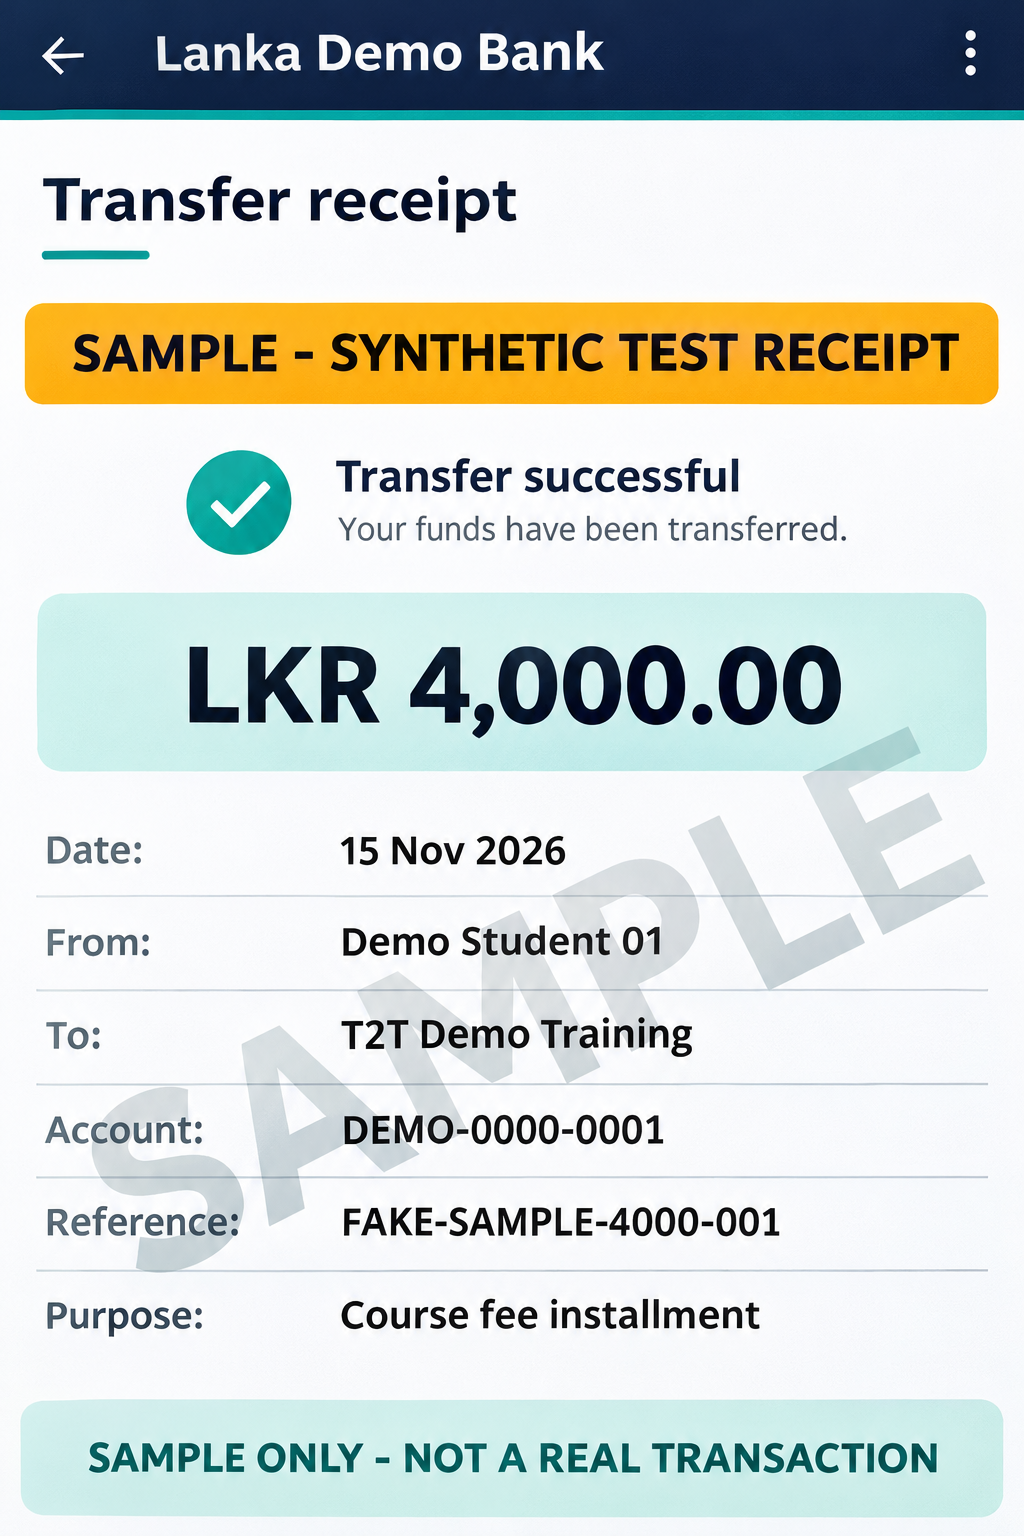 Lanka Demo Bank
Transfer receipt
SAMPLE - SYNTHETIC TEST RECEIPT
Transfer successful
Your funds have been transferred.
LKR 4,000.00
Date: 15 Nov 2026
From: Demo Student 01
To: T2T Demo Training
Account: DEMO-0000-0001
Reference: FAKE-SAMPLE-4000-001
Purpose: Course fee installment
SAMPLE
SAMPLE ONLY - NOT A REAL TRANSACTION